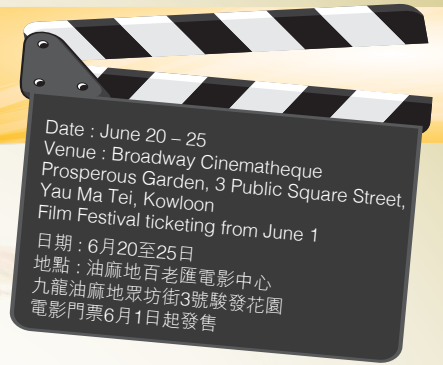 Date : June 20 – 25
Venue : Broadway Cinematheque
Prosperous Garden, 3 Public Square Street,
Yau Ma Tei, Kowloon
Film Festival ticketing from June 1
日期 : 6月20至25日
地點 : 油麻地百老匯電影中心
九龍油麻地眾坊街3號駿發花園
電影門票6月1日起發售